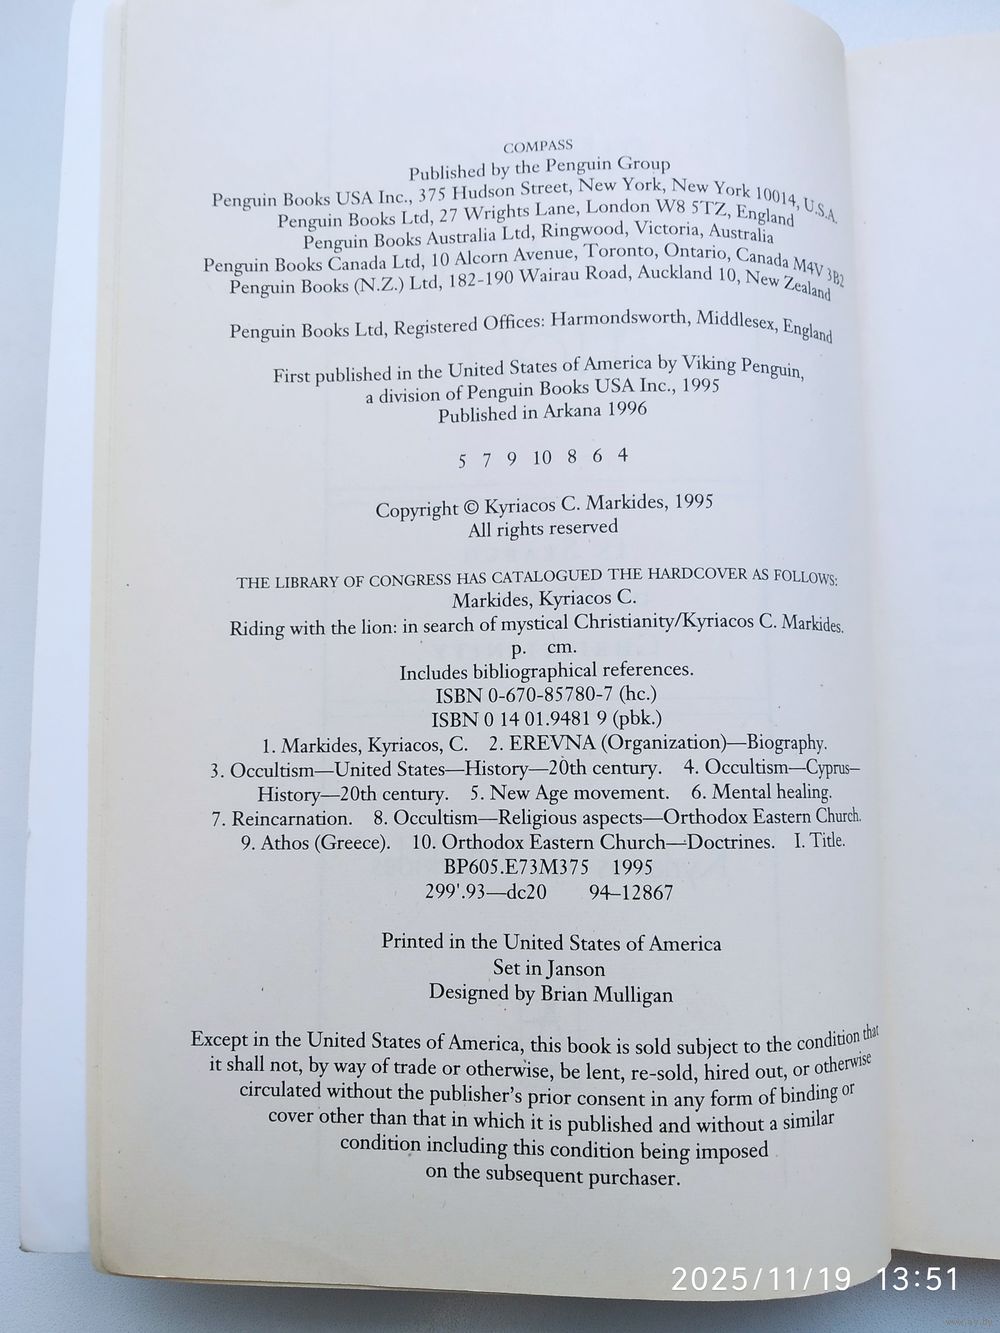 COMPASS
Published by the Penguin Group
Penguin Books USA Inc., 375 Hudson Street, New York, New York 10014, U.S.A.
Penguin Books Ltd, 27 Wrights Lane, London W8 5TZ, England
Penguin Books Australia Ltd, Ringwood, Victoria, Australia
Penguin Books Canada Ltd, 10 Alcorn Avenue, Toronto, Ontario, Canada M4V 3B2
Penguin Books (N.Z.) Ltd, 182-190 Wairau Road, Auckland 10, New Zealand
Penguin Books Ltd, Registered Offices: Harmondsworth, Middlesex, England
First published in the United States of America by Viking Penguin,
a division of Penguin Books USA Inc., 1995
Published in Arkana 1996
5 7 9 10 8 6 4
Copyright © Kyriacos C. Markides, 1995
All rights reserved
THE LIBRARY OF CONGRESS HAS CATALOGUED THE HARDCOVER AS FOLLOWS:
Markides, Kyriacos C.
Riding with the lion: in search of mystical Christianity/Kyriacos C. Markides.
p. cm.
Includes bibliographical references.
ISBN 0-670-85780-7 (hc.)
ISBN 0 14 01.9481 9 (pbk.)
1. Markides, Kyriacos, C. 2. EREVNA (Organization)—Biography.
3. Occultism—United States—History—20th century. 4. Occultism—Cyprus—
History—20th century. 5. New Age movement. 6. Mental healing.
7. Reincarnation. 8. Occultism—Religious aspects—Orthodox Eastern Church.
9. Athos (Greece). 10. Orthodox Eastern Church—Doctrines. I. Title.
BP605.E73M375 1995
299'.93—dc20 94–12867
Printed in the United States of America
Set in Janson
Designed by Brian Mulligan
Except in the United States of America, this book is sold subject to the condition that
it shall not, by way of trade or otherwise, be lent, re-sold, hired out, or otherwise
circulated without the publisher's prior consent in any form of binding or
cover other than that in which it is published and without a similar
condition including this condition being imposed
on the subsequent purchaser.
2025/11/19 13:51